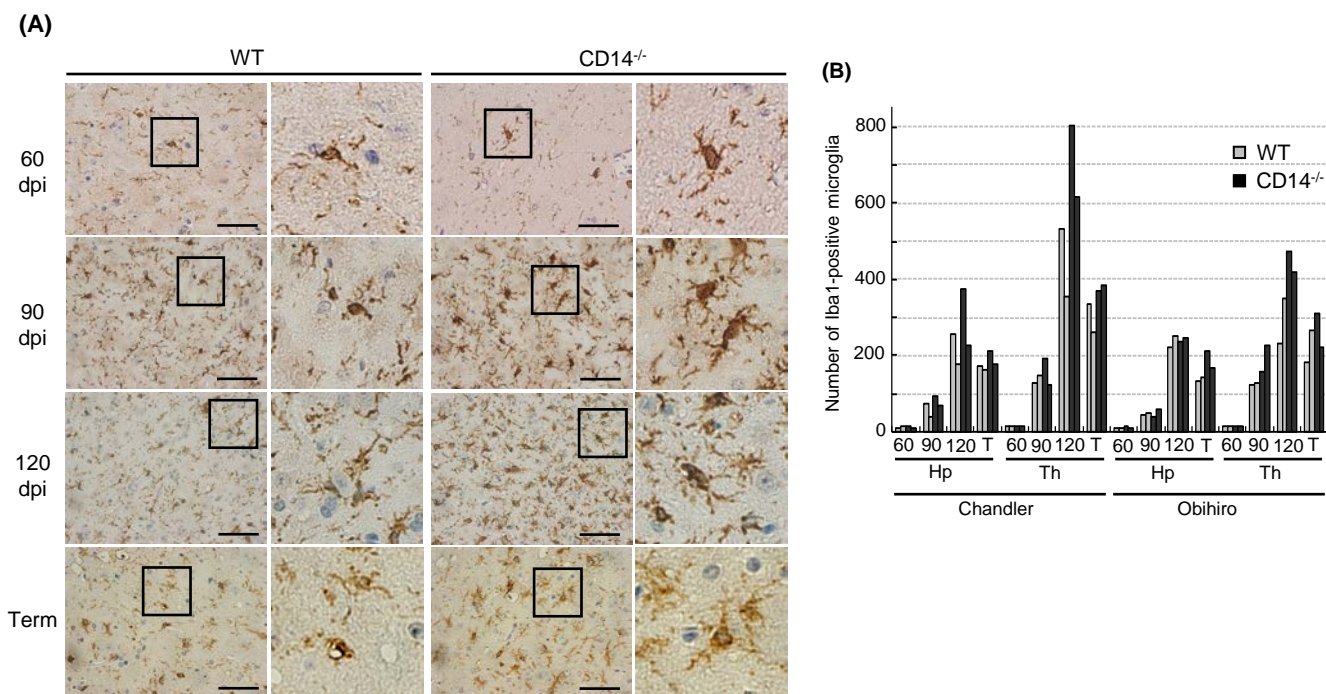 (A)
WT
CD14-/-
60
dpi
90
dpi
120
dpi
Term
(B)
Number of Iba1-positive microglia
800
600
400
200
0
WT
CD14-/-
60 90 120 T 60 90 120 T 60 90 120 T 60 90 120 T
Hp Th Hp Th
Chandler Obihiro